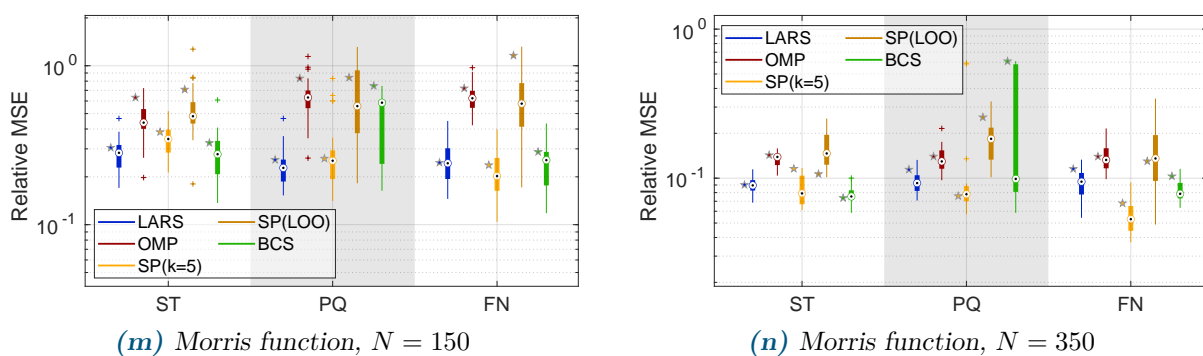 Relative MSE
10^0
10^-1
LARS
OMP
SP(k=5)
SP(LOO)
BCS
ST
PQ
FN
(m) Morris function, N = 150
Relative MSE
10^0
10^-1
LARS
OMP
SP(k=5)
SP(LOO)
BCS
ST
PQ
FN
(n) Morris function, N = 350